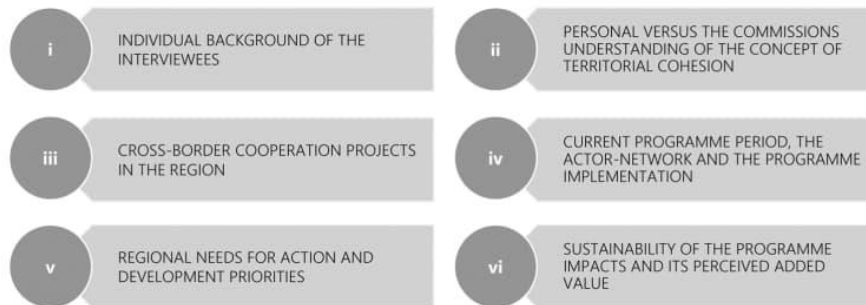 i
INDIVIDUAL BACKGROUND OF THE
INTERVIEWEES
ii
PERSONAL VERSUS THE COMMISSIONS
UNDERSTANDING OF THE CONCEPT OF
TERRITORIAL COHESION
iii
CROSS-BORDER COOPERATION PROJECTS
IN THE REGION
iv
CURRENT PROGRAMME PERIOD, THE
ACTOR-NETWORK AND THE PROGRAMME
IMPLEMENTATION
v
REGIONAL NEEDS FOR ACTION AND
DEVELOPMENT PRIORITIES
vi
SUSTAINABILITY OF THE PROGRAMME
IMPACTS AND ITS PERCEIVED ADDED
VALUE